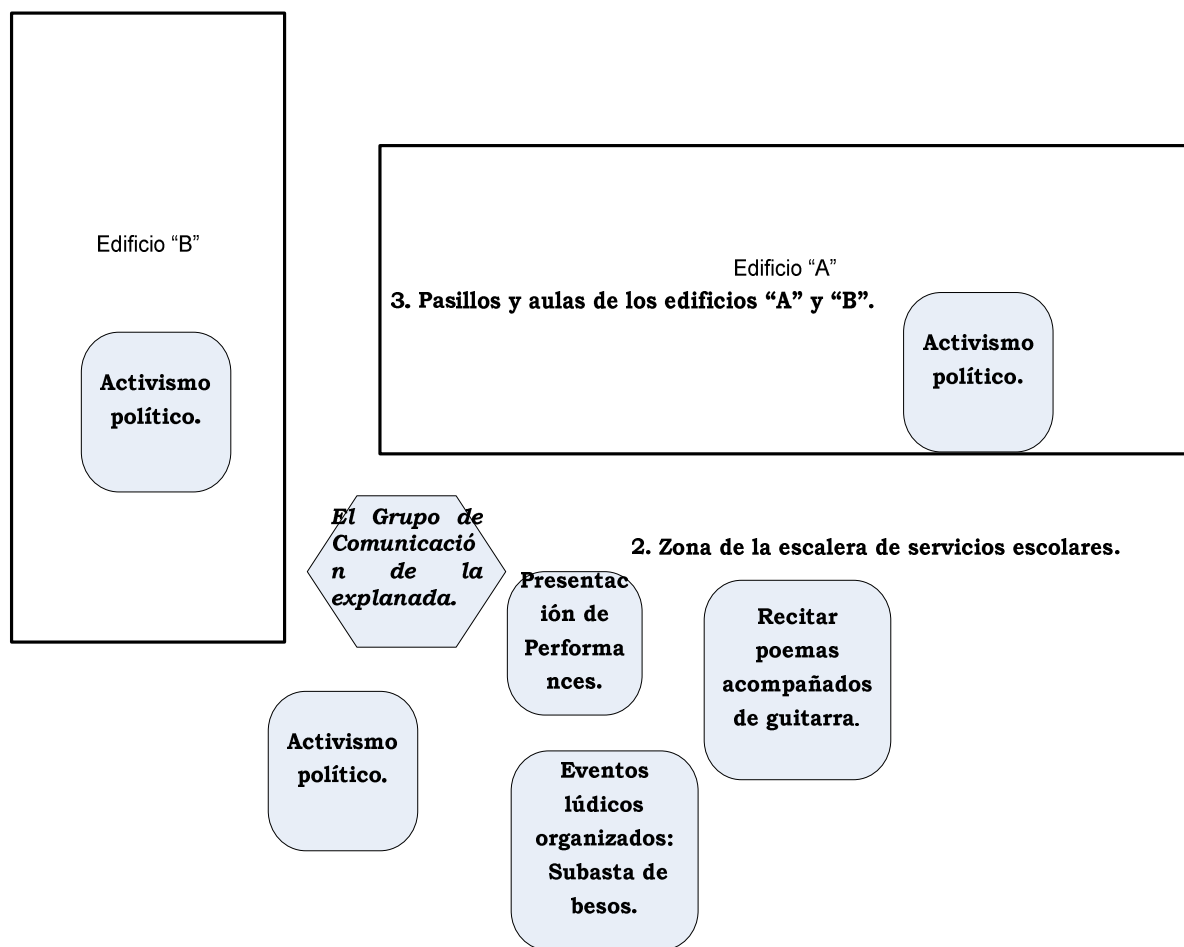 Edificio “B”
Activismo
político.
Edificio “A”
3. Pasillos y aulas de los edificios “A” y “B”.
Activismo
político.
El Grupo de
Comunicació
n de la
explanada.
2. Zona de la escalera de servicios escolares.
Presentac
ión de
Performa
nces.
Recitar
poemas
acompañados
de guitarra.
Activismo
político.
Eventos
lúdicos
organizados:
Subasta de
besos.